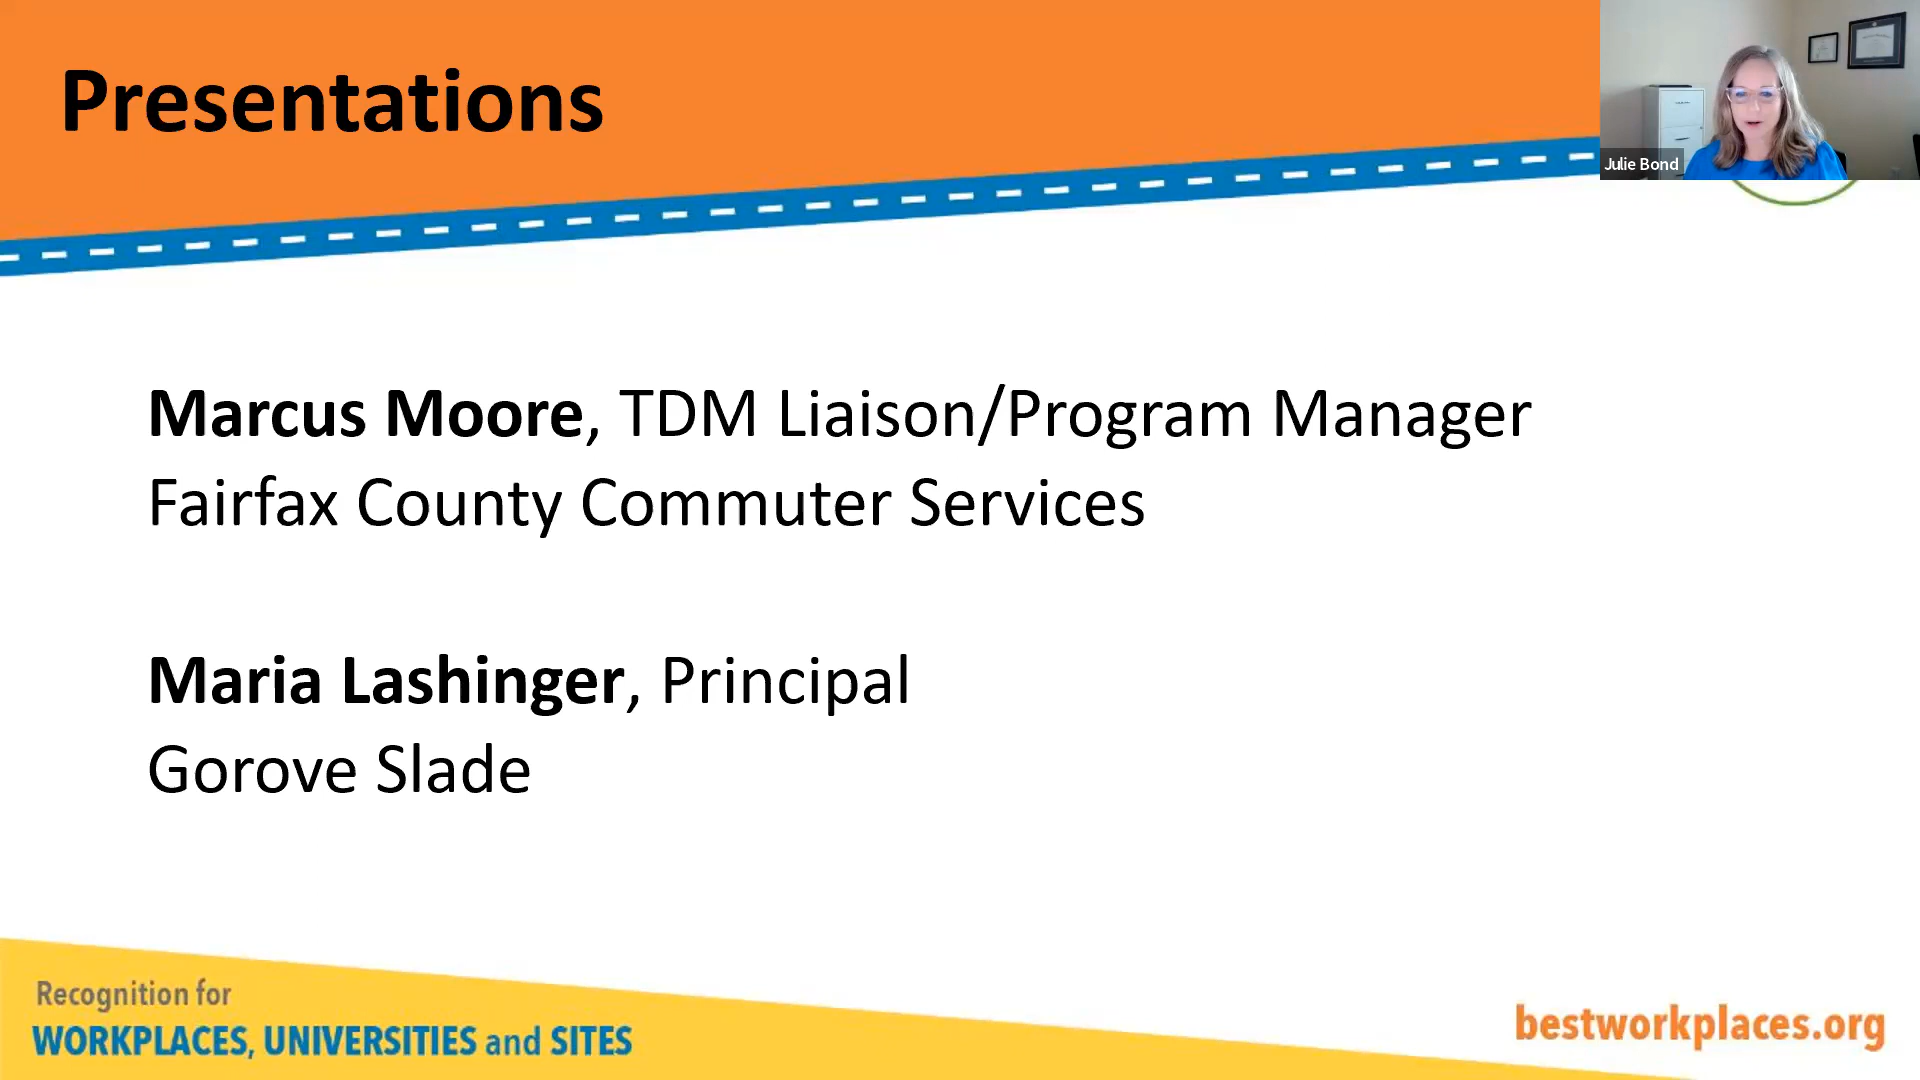 Presentations
Julie Bond
Marcus Moore, TDM Liaison/Program Manager
Fairfax County Commuter Services
Maria Lashinger, Principal
Gorove Slade
Recognition for
WORKPLACES, UNIVERSITIES and SITES
bestworkplaces.org